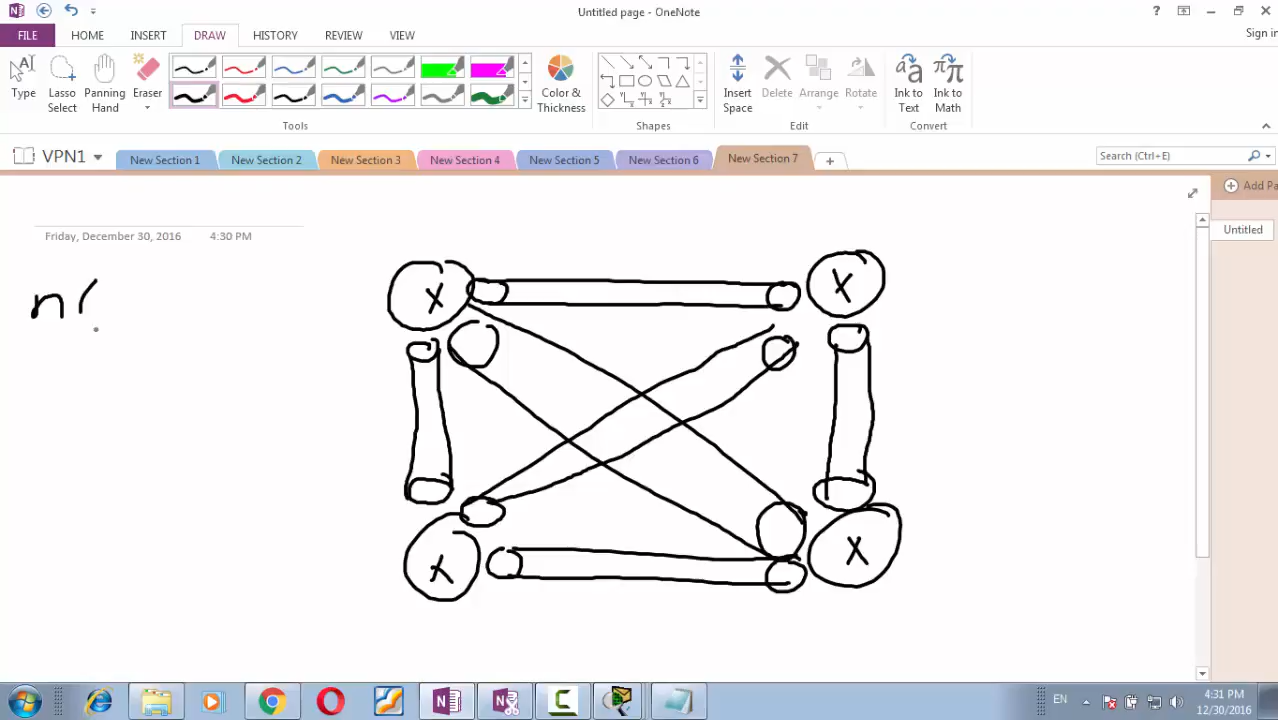 Untitled page - OneNote
?
FILE HOME INSERT DRAW HISTORY REVIEW VIEW
Sign in
Type
Lasso Select
Panning Hand
Eraser
Color & Thickness
Insert Space
Delete
Arrange
Rotate
Ink to Text
Ink to Math
Tools
Shapes
Edit
Convert
VPN1
New Section 1
New Section 2
New Section 3
New Section 4
New Section 5
New Section 6
New Section 7
Search (Ctrl+E)
Add Pa
Untitled
Friday, December 30, 2016 4:30 PM
n(
X X
X X
EN
4:31 PM
12/30/2016